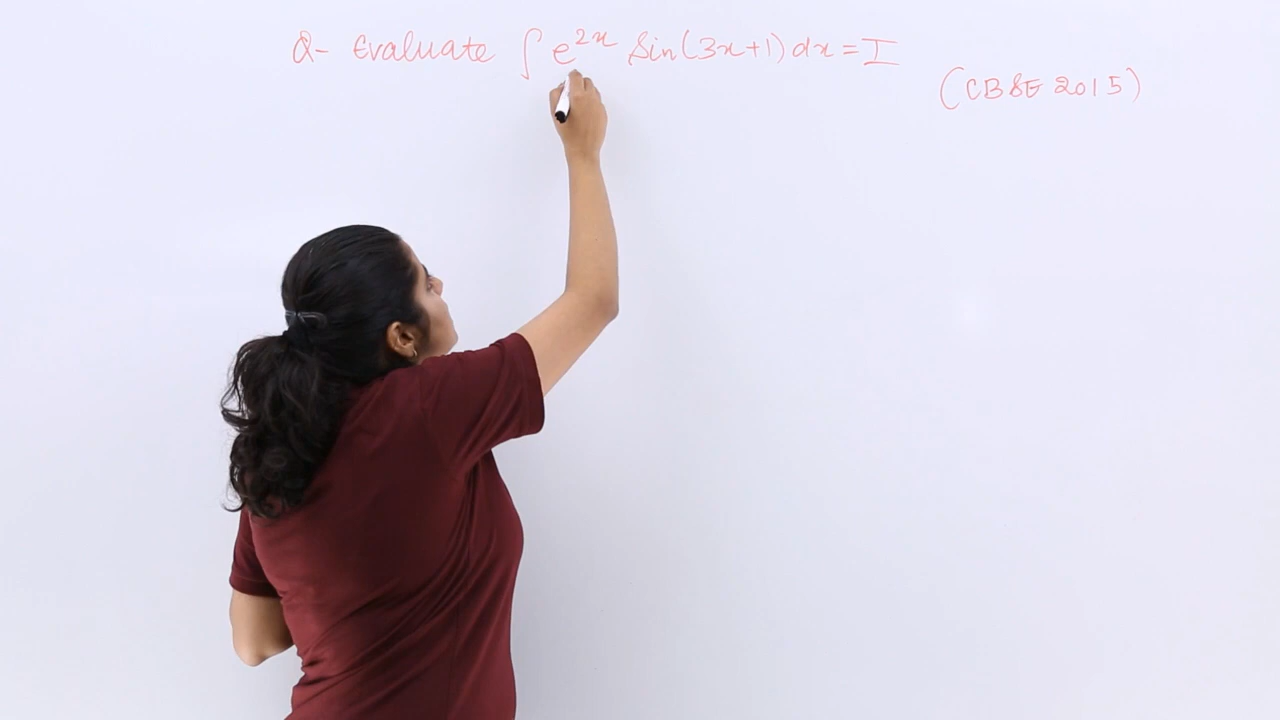 Q- Evaluate ∫ e^{2x} Sin(3x+1) dx = I
(CBSE 2015)